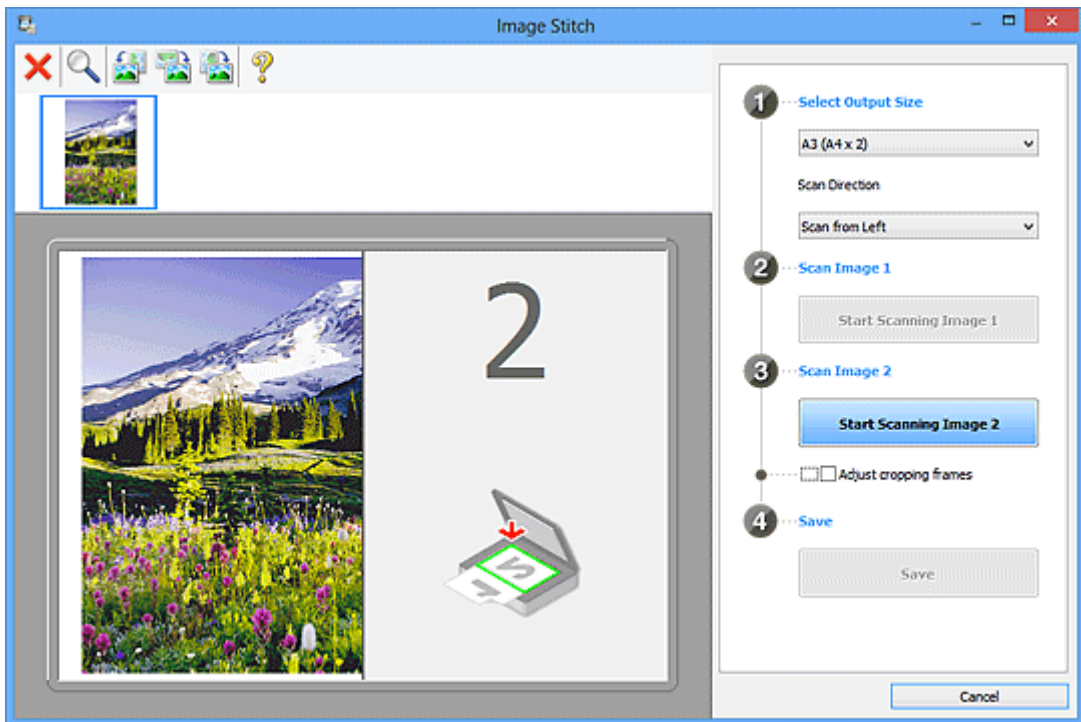 Image Stitch
1
Select Output Size
A3 (A4 x 2)
Scan Direction
Scan from Left
2
Scan Image 1
Start Scanning Image 1
3
Scan Image 2
Start Scanning Image 2
Adjust cropping frames
4
Save
Save
Cancel
2
1
2